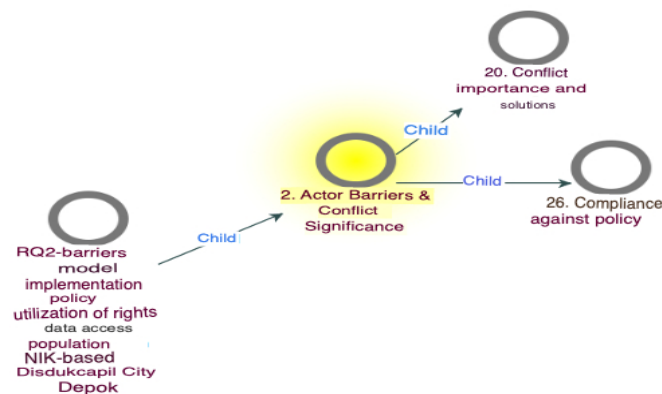 20. Conflict
importance and
solutions
Child
2. Actor Barriers &
Conflict
Significance
Child
26. Compliance
against policy
Child
RQ2-barriers
model
implementation
policy
utilization of rights
data access
population
NIK-based
Disdukcapil City
Depok